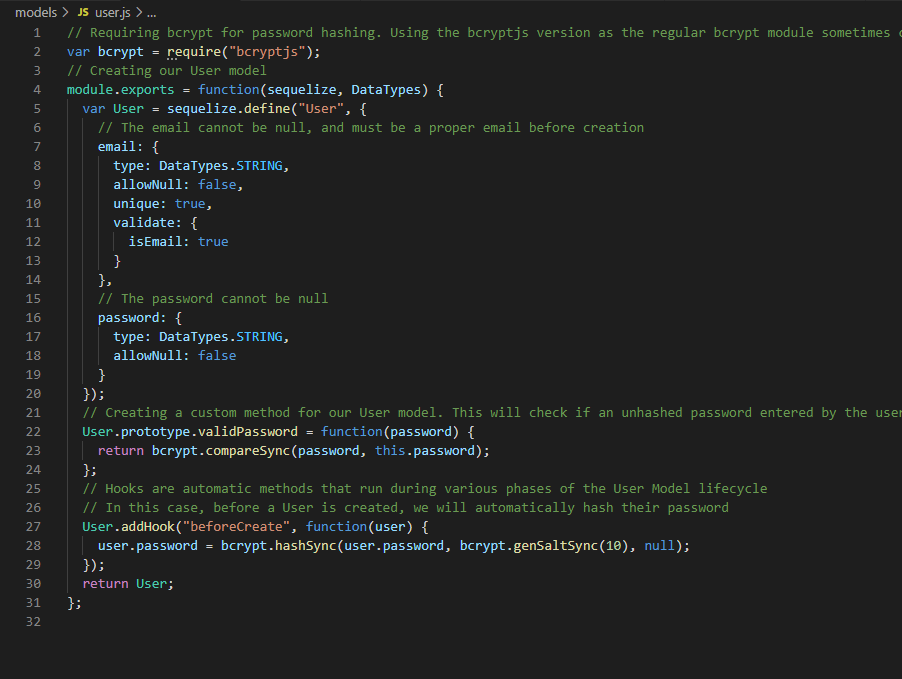 models > JS user.js > ...
1 // Requiring bcrypt for password hashing. Using the bcryptjs version as the regular bcrypt module sometimes
2 var bcrypt = require("bcryptjs");
3 // Creating our User model
4 module.exports = function(sequelize, DataTypes) {
5   var User = sequelize.define("User", {
6     // The email cannot be null, and must be a proper email before creation
7     email: {
8       type: DataTypes.STRING,
9       allowNull: false,
10       unique: true,
11       validate: {
12         isEmail: true
13       }
14     },
15     // The password cannot be null
16     password: {
17       type: DataTypes.STRING,
18       allowNull: false
19     }
20   });
21   // Creating a custom method for our User model. This will check if an unhashed password entered by the user
22   User.prototype.validPassword = function(password) {
23     return bcrypt.compareSync(password, this.password);
24   };
25   // Hooks are automatic methods that run during various phases of the User Model lifecycle
26   // In this case, before a User is created, we will automatically hash their password
27   User.addHook("beforeCreate", function(user) {
28     user.password = bcrypt.hashSync(user.password, bcrypt.genSaltSync(10), null);
29   });
30   return User;
31 };
32